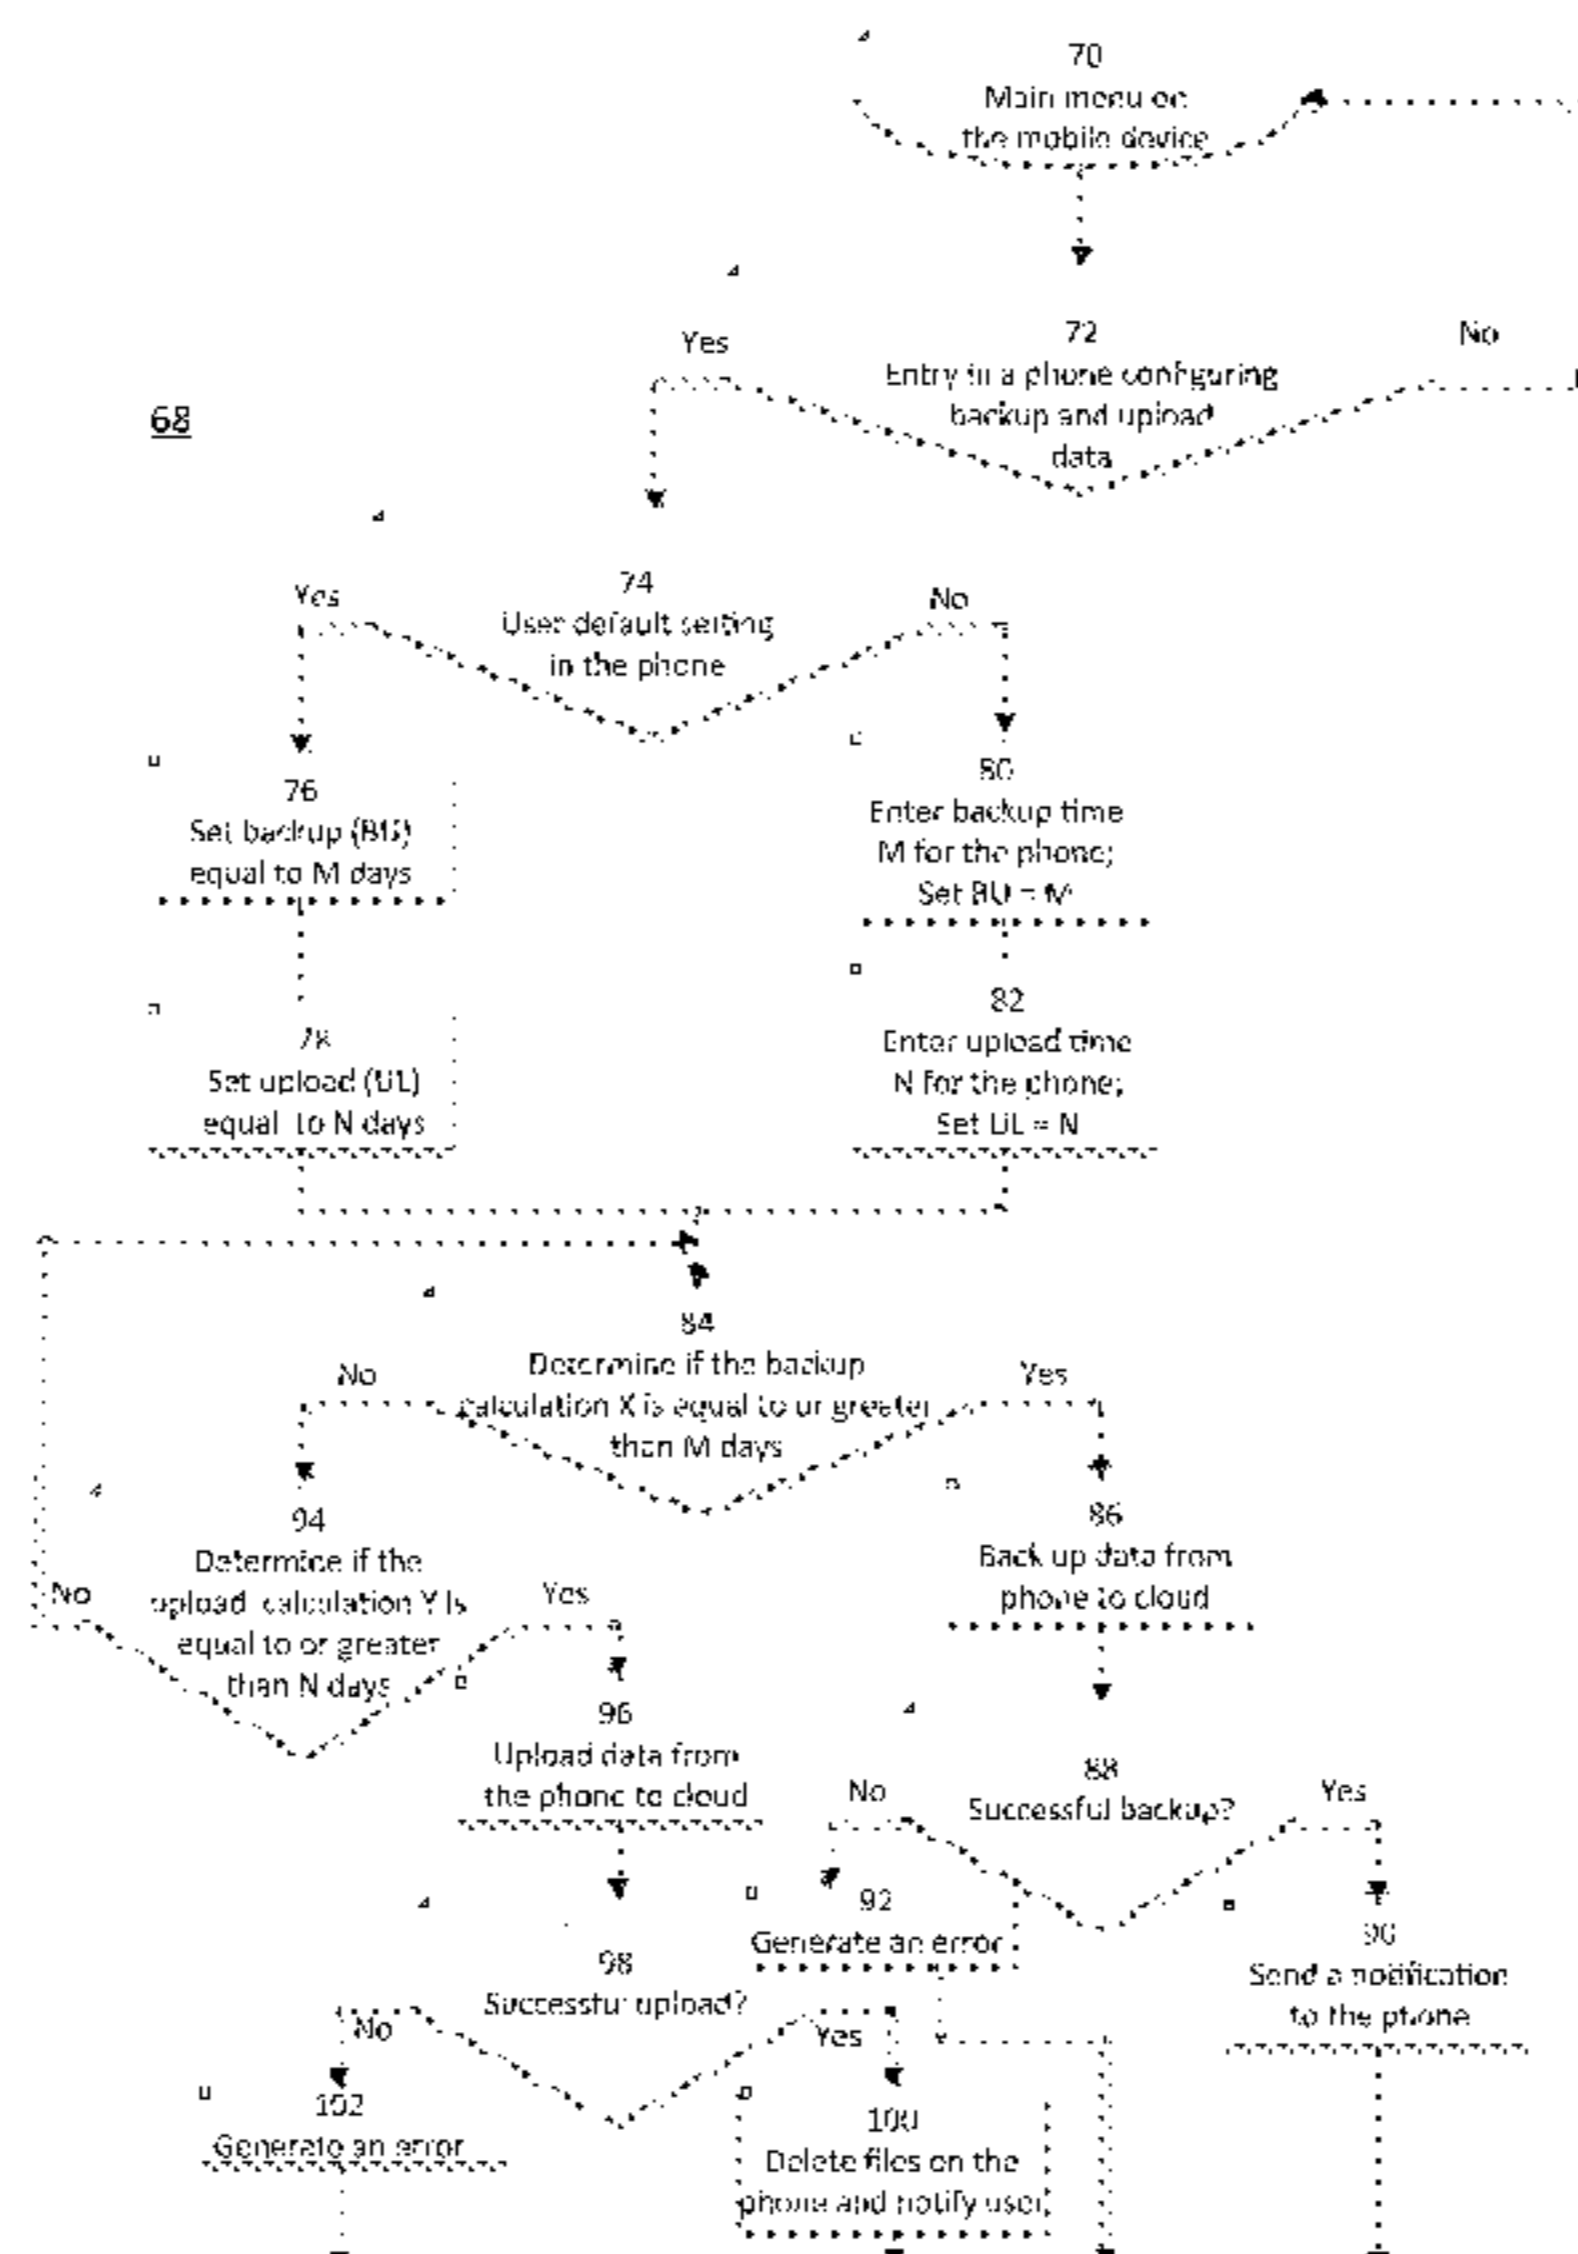 70
Main menu on
the mobile device
72
Yes
No
Entry in a phone configuring
backup and upload
data
68
74
Yes
No
User default setting
in the phone
76
Set backup (BU)
equal to M days
80
Enter backup time
M for the phone;
Set BU = M
78
Set upload (UL)
equal to N days
82
Enter upload time
N for the phone;
Set UL = N
84
No
Yes
Determine if the backup
calculation X is equal to or greater
than M days
94
Determine if the
No
Yes
upload calculation Y is
equal to or greater
than N days
86
Back up data from
phone to cloud
96
Upload data from
the phone to cloud
88
No
Yes
Successful backup?
92
Generate an error
90
Send a notification
to the phone
98
Successful upload?
No
Yes
102
Generate an error
100
Delete files on the
phone and notify user